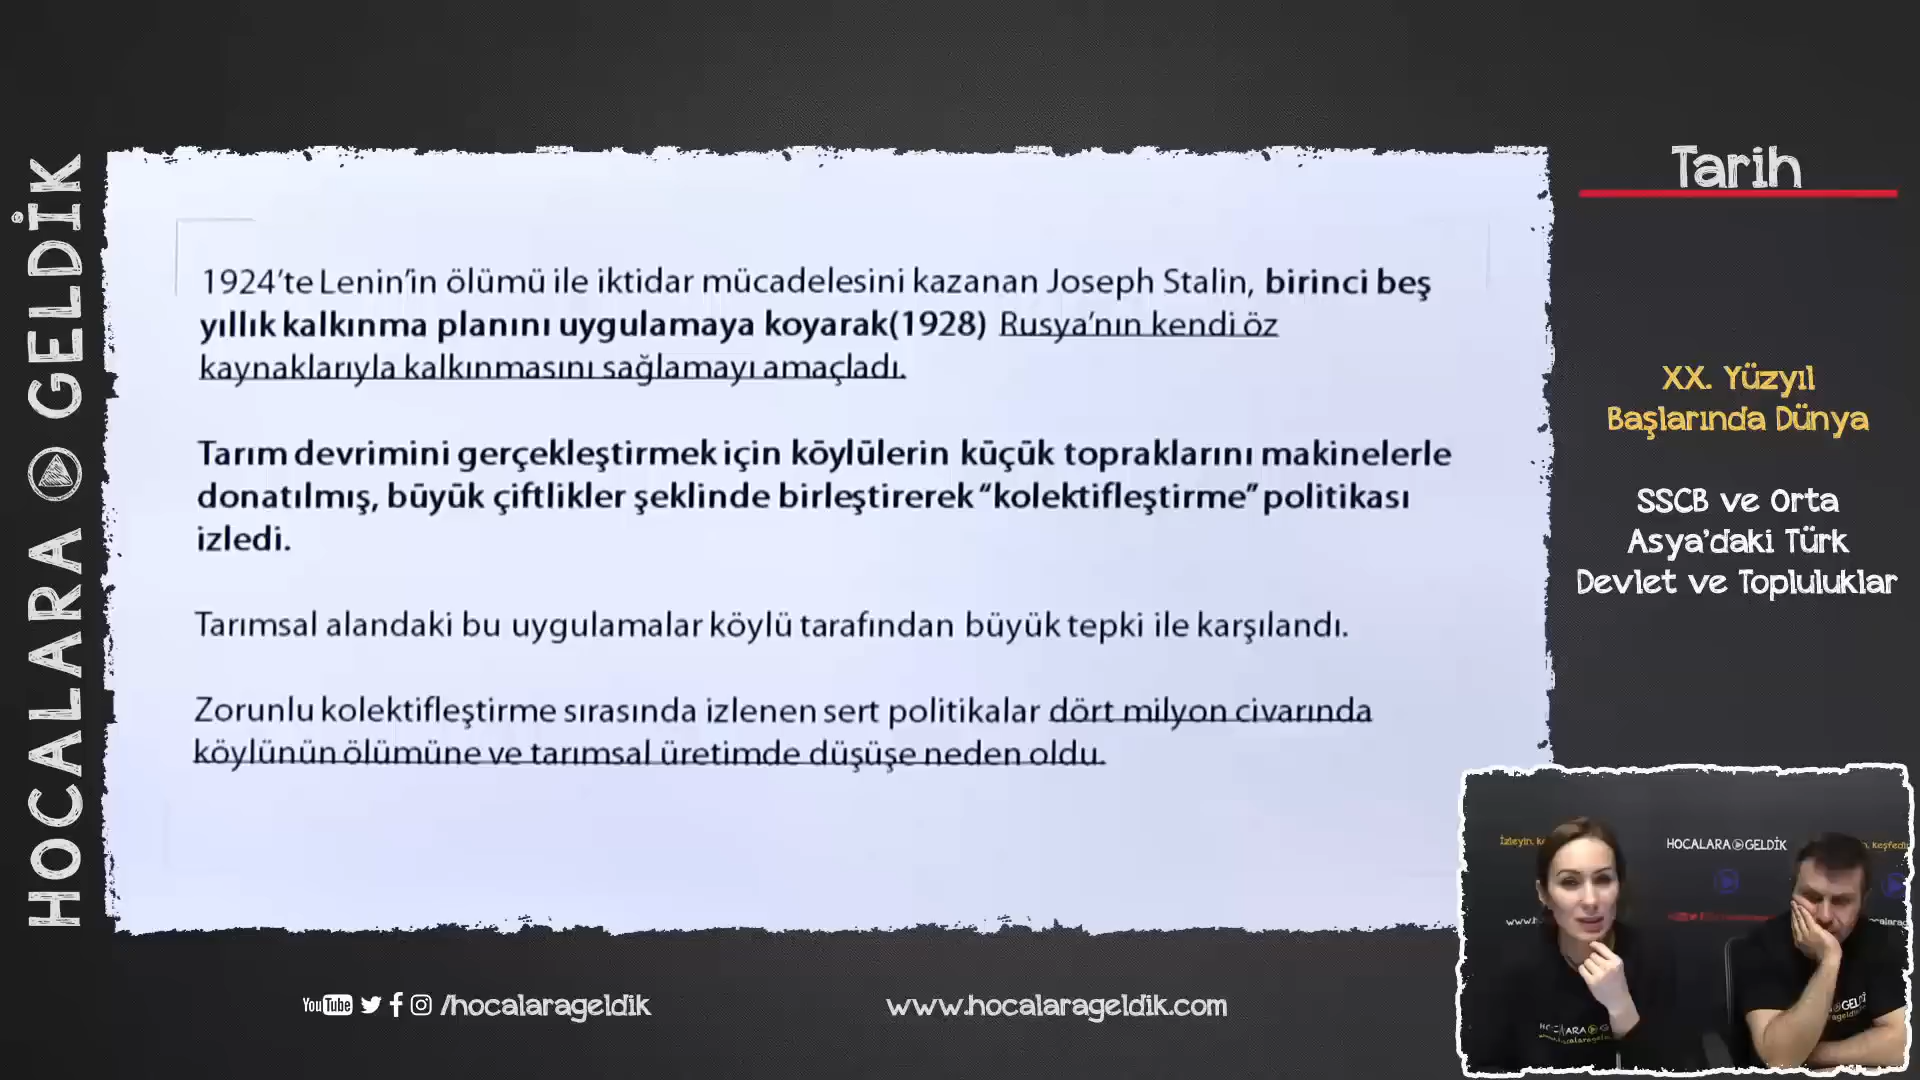 HOCALARA GELDİK
1924'te Lenin'in ölümü ile iktidar mücadelesini kazanan Joseph Stalin, birinci beş
yıllık kalkınma planını uygulamaya koyarak(1928) Rusya'nın kendi öz
kaynaklarıyla kalkınmasını sağlamayı amaçladı.
Tarım devrimini gerçekleştirmek için köylülerin küçük topraklarını makinelerle
donatılmış, büyük çiftlikler şeklinde birleştirerek “kolektifleştirme” politikası
izledi.
Tarımsal alandaki bu uygulamalar köylü tarafından büyük tepki ile karşılandı.
Zorunlu kolektifleştirme sırasında izlenen sert politikalar dört milyon civarında
köylünün ölümüne ve tarımsal üretimde düşüşe neden oldu.
Tarih
XX. Yüzyıl
Başlarında Dünya
SSCB ve Orta
Asya'daki Türk
Devlet ve Topluluklar
İzleyin,
HOCALARA GELDİK
YouTube /hocalarageldik
www.hocalarageldik.com